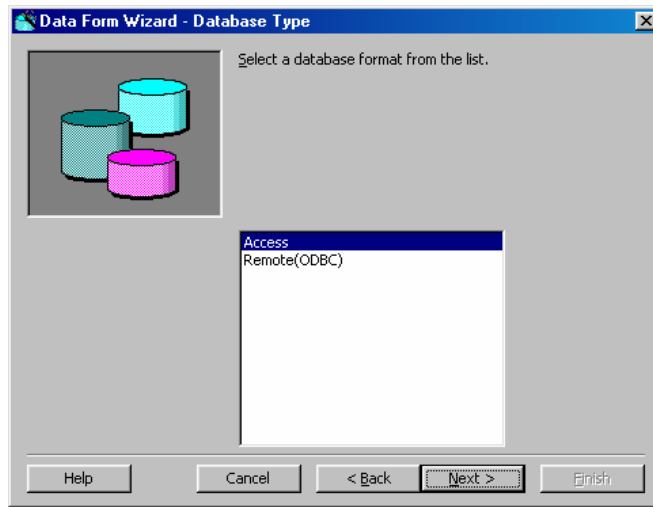 Data Form Wizard - Database Type
Select a database format from the list.
Access
Remote(ODBC)
Help
Cancel
< Back
Next >
Finish